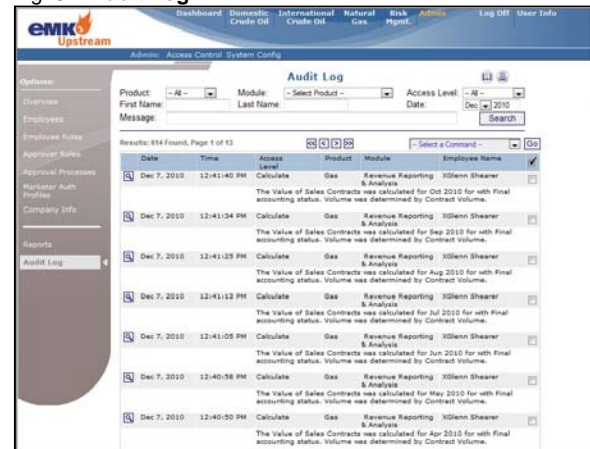 Audit Log
eMK
Upstream
Dashboard Domestic Crude Oil International Crude Oil Natural Gas Risk Mgmt. Admin Log Off User Info
Admin: Access Control System Config
Options:
Overview
Employees
Employee Roles
Approver Roles
Approval Processes
Marketer Auth Profiles
Company Info
Reports
Audit Log
Audit Log
Product: - All - Module: - Select Product - Access Level: - All -
First Name: Last Name: Date: Dec 2010
Message: Search
Results: 814 Found, Page 1 of 13 << < > >> - Select a Command - Go
Date Time Access Level Product Module Employee Name
Dec 7, 2010 12:41:40 PM Calculate Gas Revenue Reporting & Analysis XGlenn Shearer
The Value of Sales Contracts was calculated for Oct 2010 for with Final
accounting status. Volume was determined by Contract Volume.
Dec 7, 2010 12:41:34 PM Calculate Gas Revenue Reporting & Analysis XGlenn Shearer
The Value of Sales Contracts was calculated for Sep 2010 for with Final
accounting status. Volume was determined by Contract Volume.
Dec 7, 2010 12:41:25 PM Calculate Gas Revenue Reporting & Analysis XGlenn Shearer
The Value of Sales Contracts was calculated for Aug 2010 for with Final
accounting status. Volume was determined by Contract Volume.
Dec 7, 2010 12:41:13 PM Calculate Gas Revenue Reporting & Analysis XGlenn Shearer
The Value of Sales Contracts was calculated for Jul 2010 for with Final
accounting status. Volume was determined by Contract Volume.
Dec 7, 2010 12:41:05 PM Calculate Gas Revenue Reporting & Analysis XGlenn Shearer
The Value of Sales Contracts was calculated for Jun 2010 for with Final
accounting status. Volume was determined by Contract Volume.
Dec 7, 2010 12:40:58 PM Calculate Gas Revenue Reporting & Analysis XGlenn Shearer
The Value of Sales Contracts was calculated for May 2010 for with Final
accounting status. Volume was determined by Contract Volume.
Dec 7, 2010 12:40:50 PM Calculate Gas Revenue Reporting & Analysis XGlenn Shearer
The Value of Sales Contracts was calculated for Apr 2010 for with Final
accounting status. Volume was determined by Contract Volume.